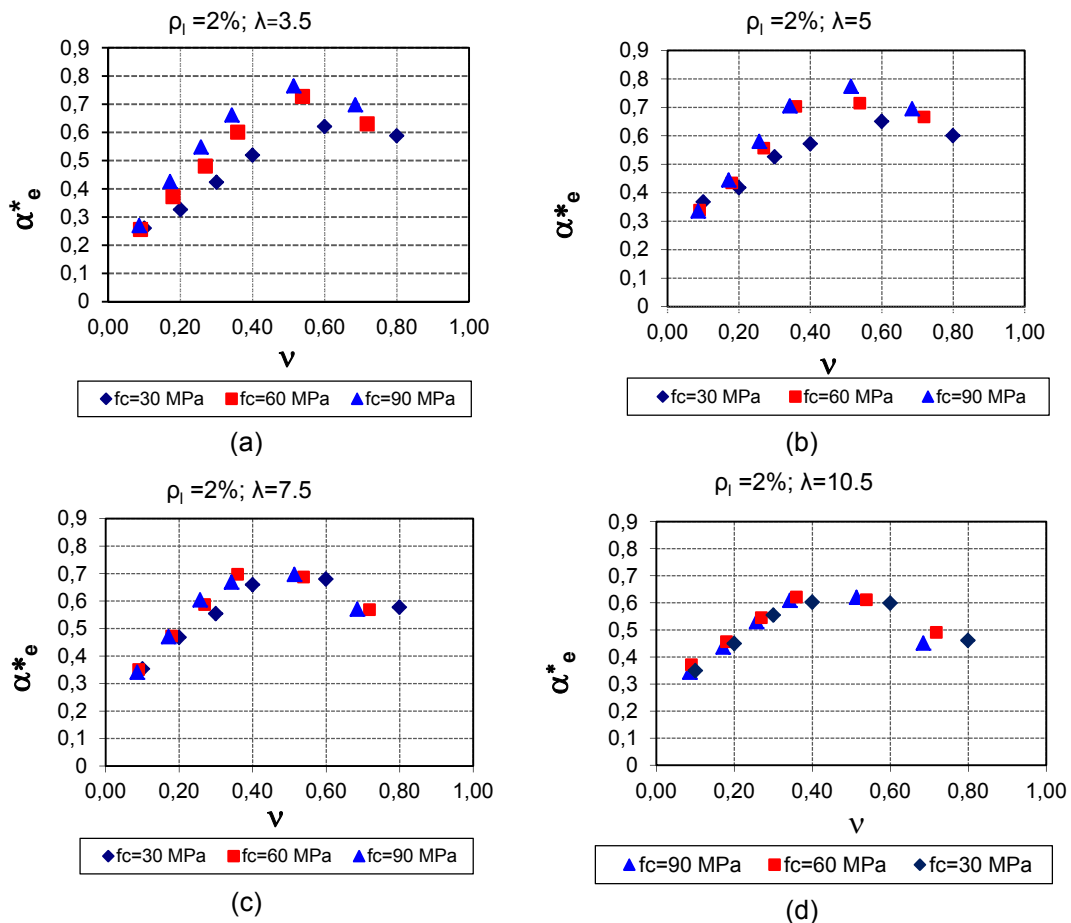 ρl =2%; λ=3.5
0,9
0,8
0,7
0,6
0,5
0,4
0,3
0,2
0,1
0
α*e
0,00 0,20 0,40 0,60 0,80 1,00
ν
fc=30 MPa fc=60 MPa fc=90 MPa
(a)
ρl =2%; λ=5
0,9
0,8
0,7
0,6
0,5
0,4
0,3
0,2
0,1
0
α*e
0,00 0,20 0,40 0,60 0,80 1,00
ν
fc=30 MPa fc=60 MPa fc=90 MPa
(b)
ρl =2%; λ=7.5
0,9
0,8
0,7
0,6
0,5
0,4
0,3
0,2
0,1
0
α*e
0,00 0,20 0,40 0,60 0,80 1,00
ν
fc=30 MPa fc=60 MPa fc=90 MPa
(c)
ρl =2%; λ=10.5
0,9
0,8
0,7
0,6
0,5
0,4
0,3
0,2
0,1
0
α*e
0,00 0,20 0,40 0,60 0,80 1,00
ν
fc=90 MPa fc=60 MPa fc=30 MPa
(d)